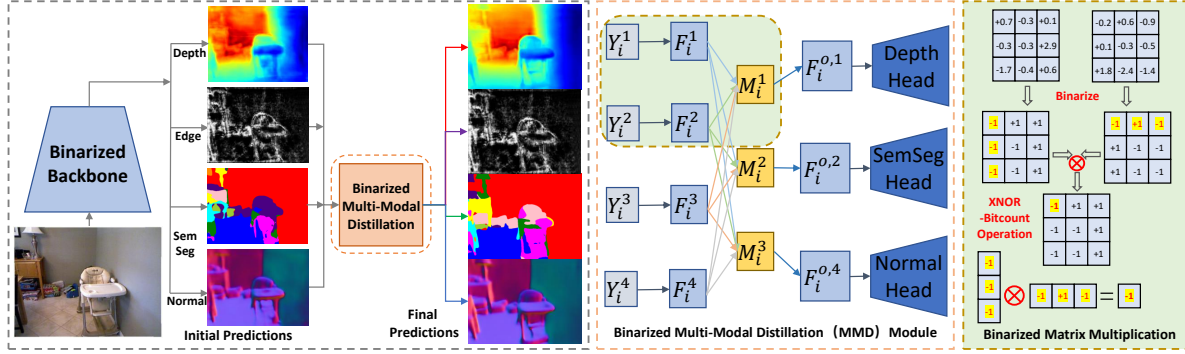 Depth
Edge
Sem
Seg
Normal
Binarized
Backbone
Initial Predictions
Binarized
Multi-Modal
Distillation
Final
Predictions
Y_i^1
F_i^1
Y_i^2
F_i^2
Y_i^3
F_i^3
Y_i^4
F_i^4
M_i^1
M_i^2
M_i^3
F_i^{o,1}
F_i^{o,2}
F_i^{o,4}
Depth
Head
SemSeg
Head
Normal
Head
Binarized Multi-Modal Distillation（MMD）Module
+0.7 -0.3 +0.1
-0.3 -0.3 +2.9
-1.7 -0.4 +0.6
-0.2 +0.6 -0.9
+0.1 -0.3 -0.5
+1.8 -2.4 -1.4
Binarize
-1 +1 +1
-1 +1 +1
-1 +1 +1
-1 +1 -1
+1 +1 +1
+1 +1 +1
XNOR
-Bitcount
Operation
-1 +1 +1
-1 -1 +1
-1 -1 +1
-1
-1
-1
-1 +1 -1
=
-1
Binarized Matrix Multiplication